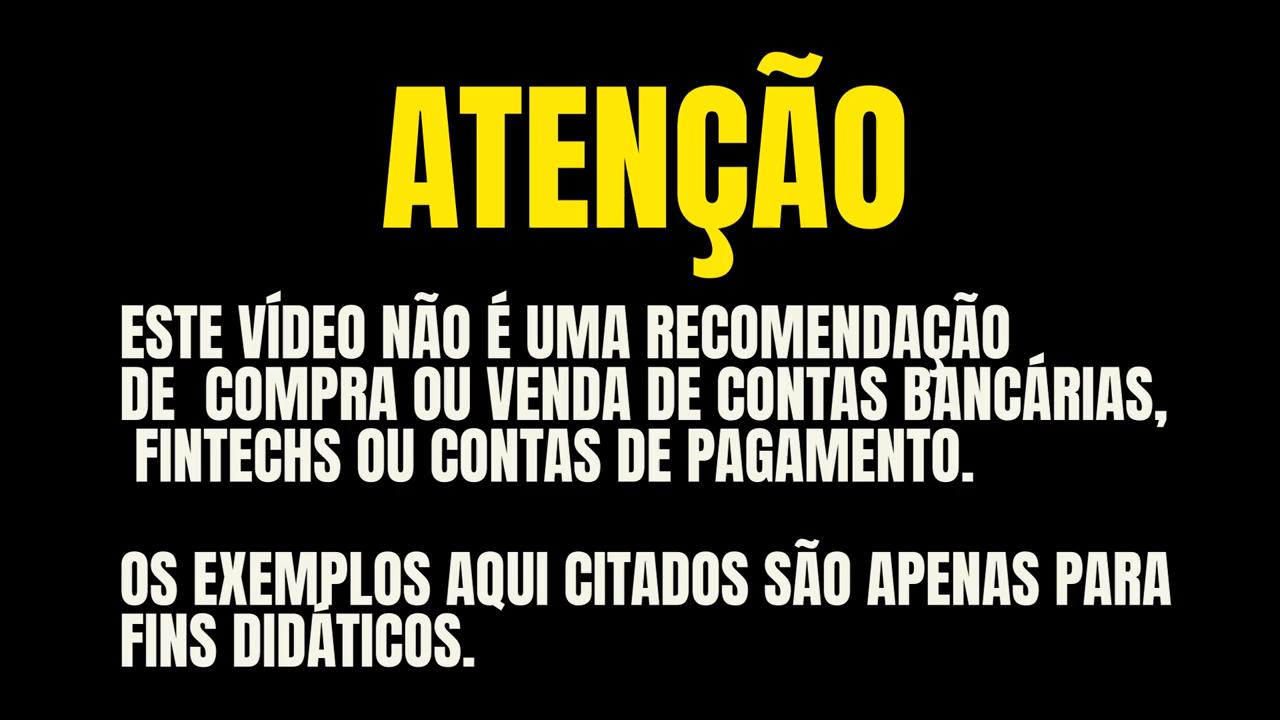 ATENÇÃO
ESTE VÍDEO NÃO É UMA RECOMENDAÇÃO
DE COMPRA OU VENDA DE CONTAS BANCÁRIAS,
FINTECHS OU CONTAS DE PAGAMENTO.
OS EXEMPLOS AQUI CITADOS SÃO APENAS PARA
FINS DIDÁTICOS.